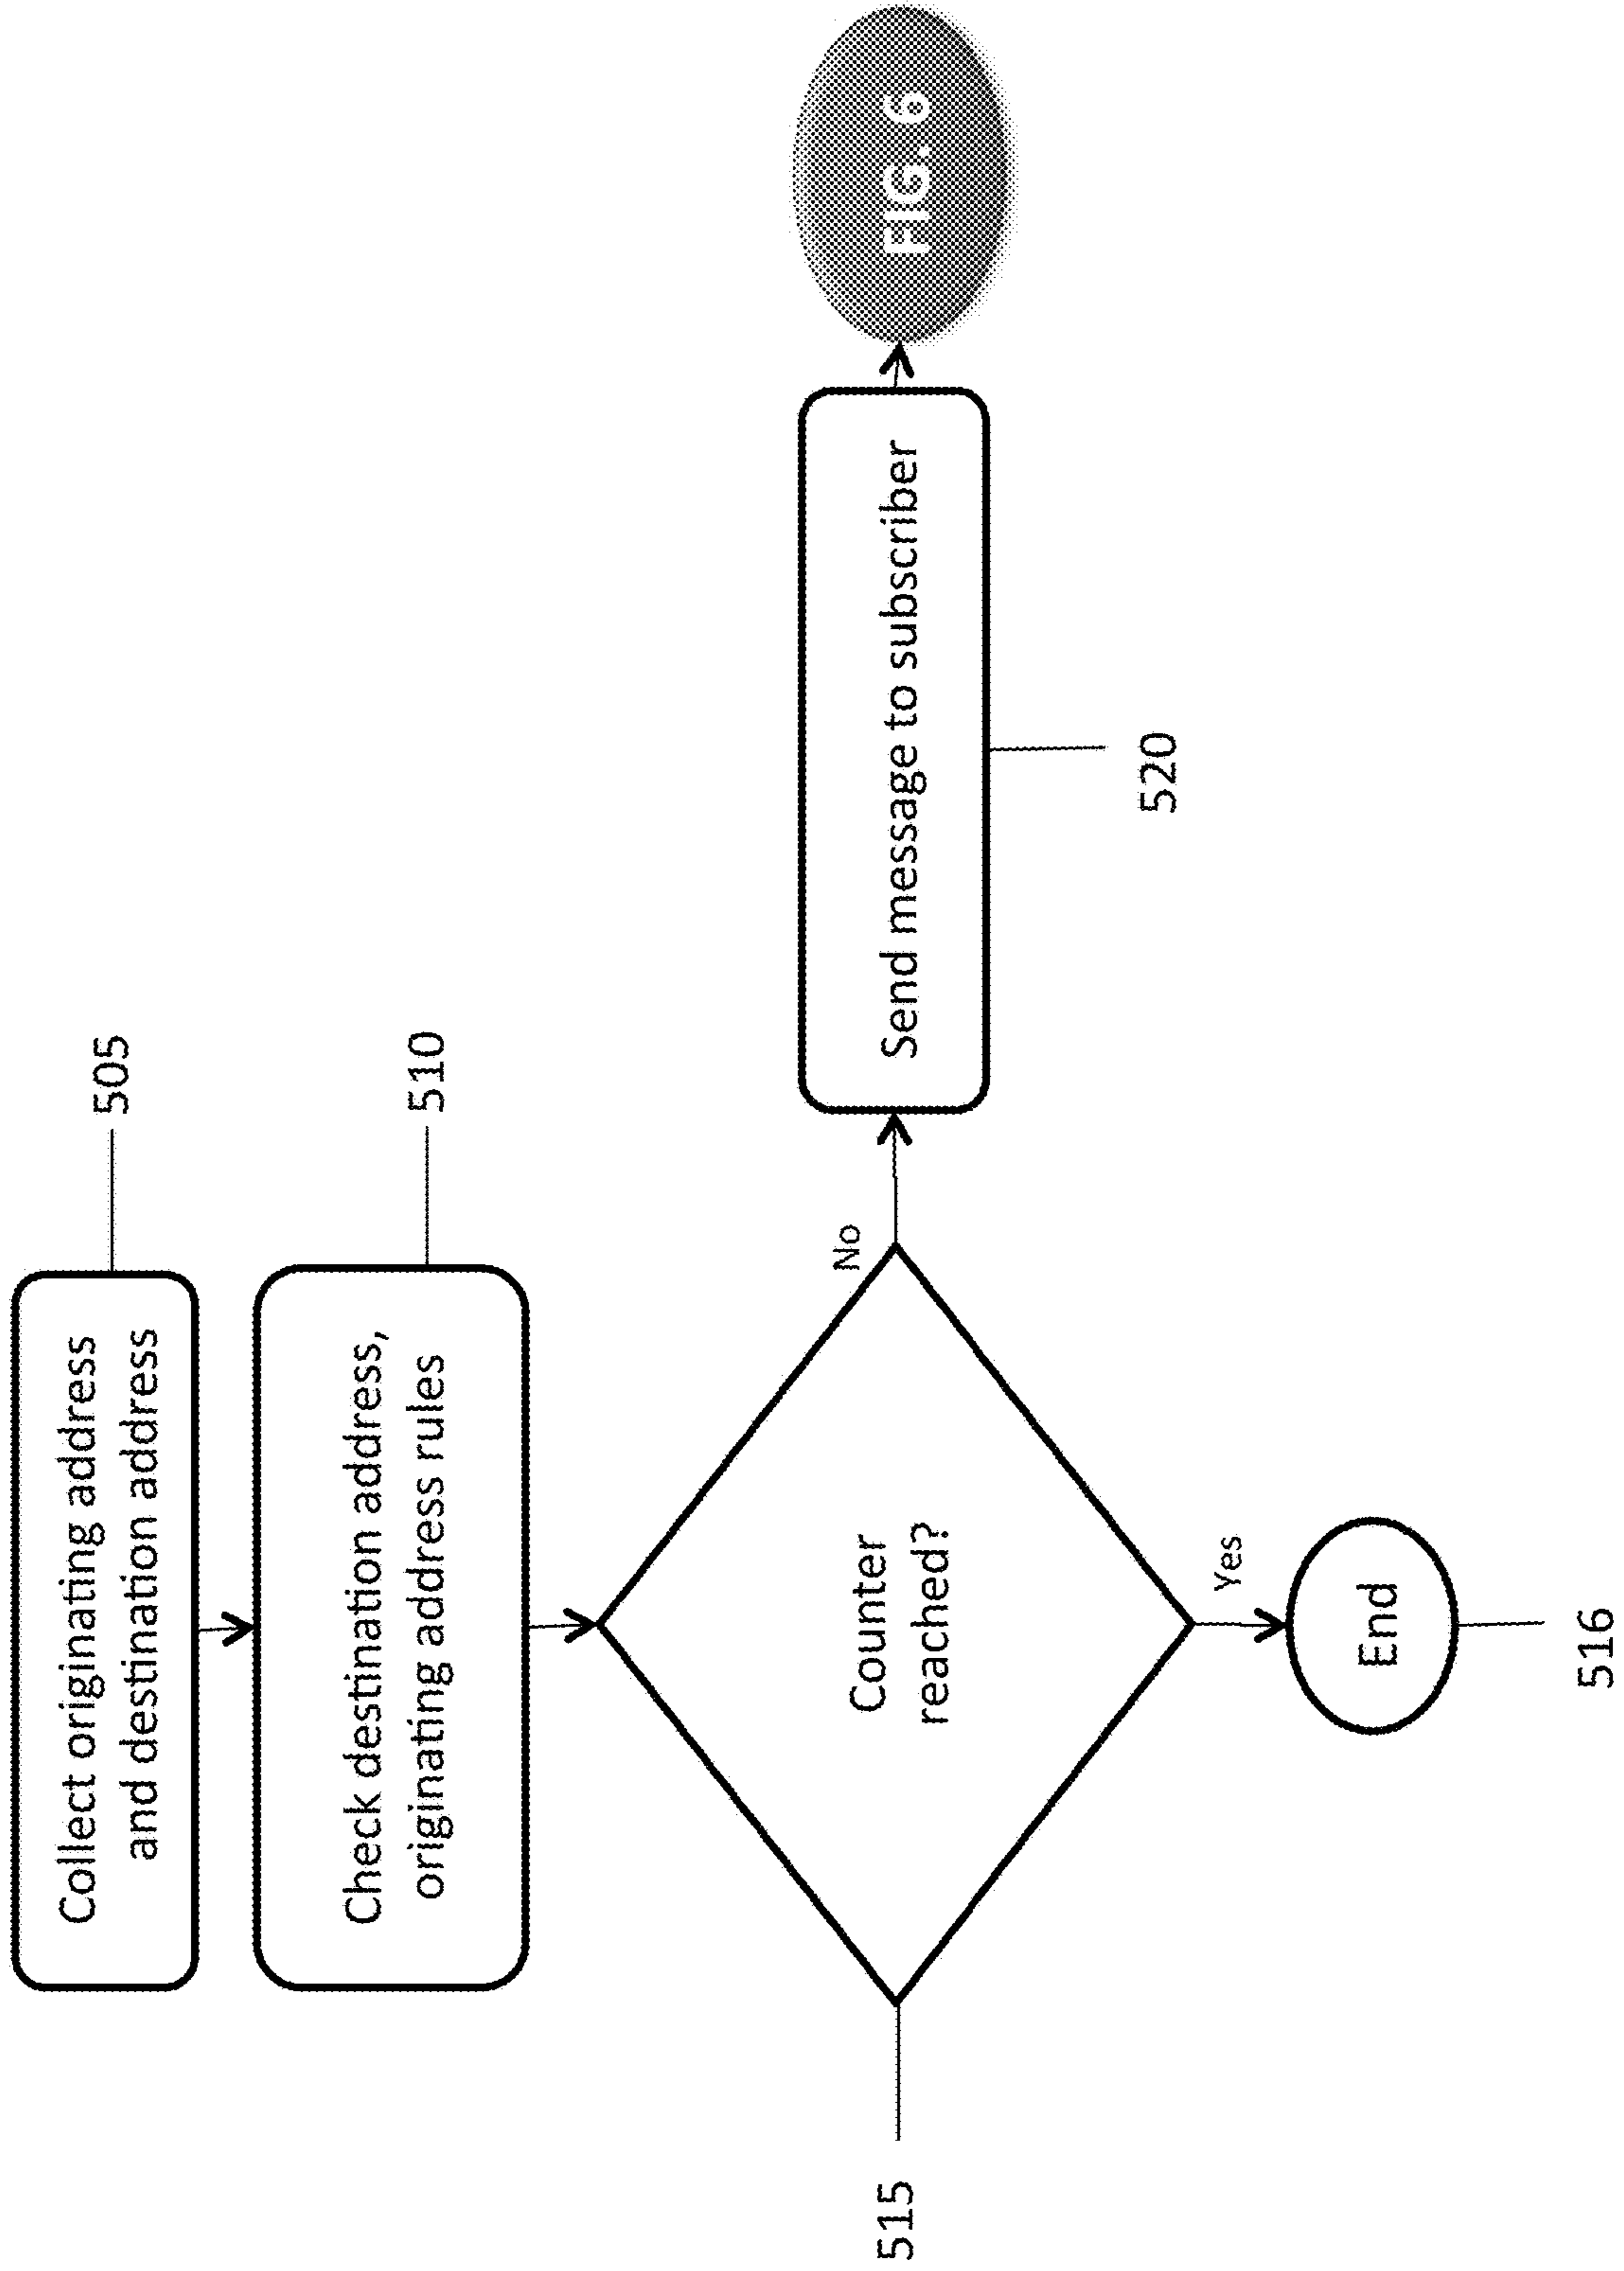 Collect originating address
and destination address
505
Check destination address,
originating address rules
510
Counter
reached?
515
No
Send message to subscriber
520
FIG. 6
Yes
End
516